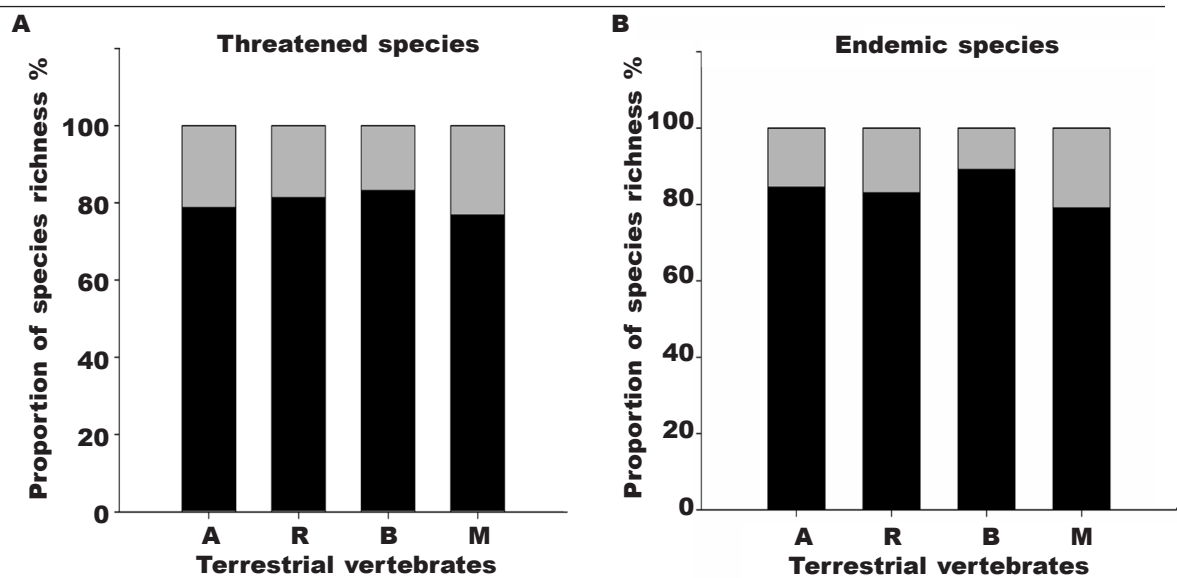 A
Threatened species
Proportion of species richness %
100
80
60
40
20
0
A R B M
Terrestrial vertebrates
B
Endemic species
Proportion of species richness %
100
80
60
40
20
0
A R B M
Terrestrial vertebrates